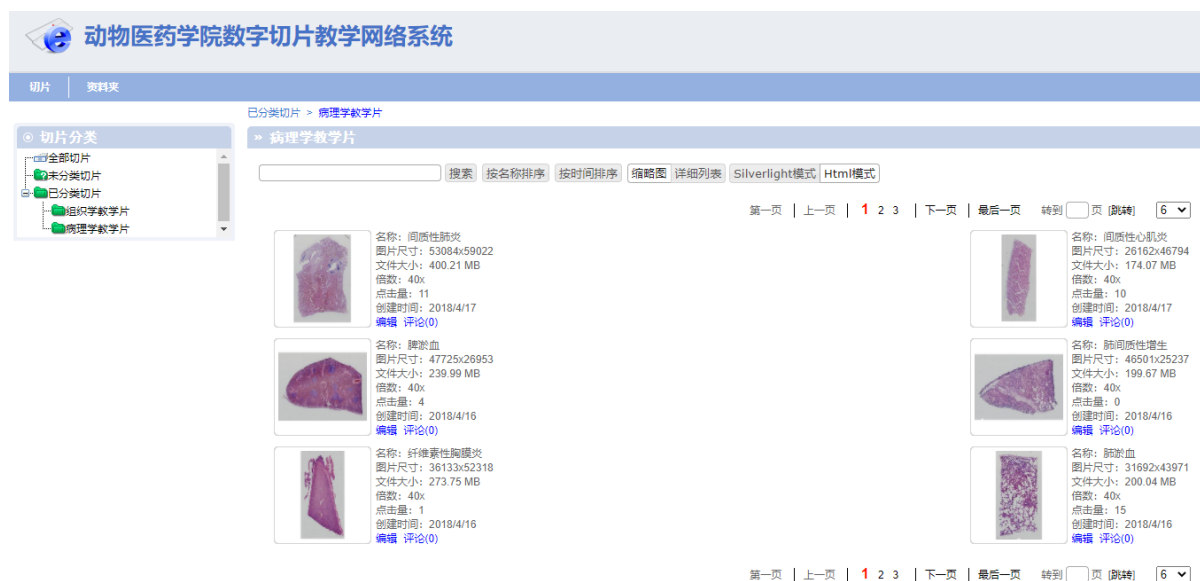 动物医药学院数字切片教学网络系统
切片 资料夹
已分类切片 > 病理学教学片
切片分类
全部切片
未分类切片
已分类切片
组织学教学片
病理学教学片
» 病理学教学片
搜索 按名称排序 按时间排序 缩略图 详细列表 Silverlight模式 Html模式
第一页 | 上一页 | 1 2 3 | 下一页 | 最后一页 转到 页 [跳转] 6
名称：间质性肺炎
图片尺寸：53084x59022
文件大小：400.21 MB
倍数：40x
点击量：11
创建时间：2018/4/17
编辑 评论(0)
名称：间质性心肌炎
图片尺寸：26162x46794
文件大小：174.07 MB
倍数：40x
点击量：10
创建时间：2018/4/17
编辑 评论(0)
名称：脾淤血
图片尺寸：47725x26953
文件大小：239.99 MB
倍数：40x
点击量：4
创建时间：2018/4/16
编辑 评论(0)
名称：肺间质性增生
图片尺寸：46501x25237
文件大小：199.67 MB
倍数：40x
点击量：0
创建时间：2018/4/16
编辑 评论(0)
名称：纤维素性胸膜炎
图片尺寸：36133x52318
文件大小：273.75 MB
倍数：40x
点击量：1
创建时间：2018/4/16
编辑 评论(0)
名称：肺淤血
图片尺寸：31692x43971
文件大小：200.04 MB
倍数：40x
点击量：15
创建时间：2018/4/16
编辑 评论(0)
第一页 | 上一页 | 1 2 3 | 下一页 | 最后一页 转到 页 [跳转] 6